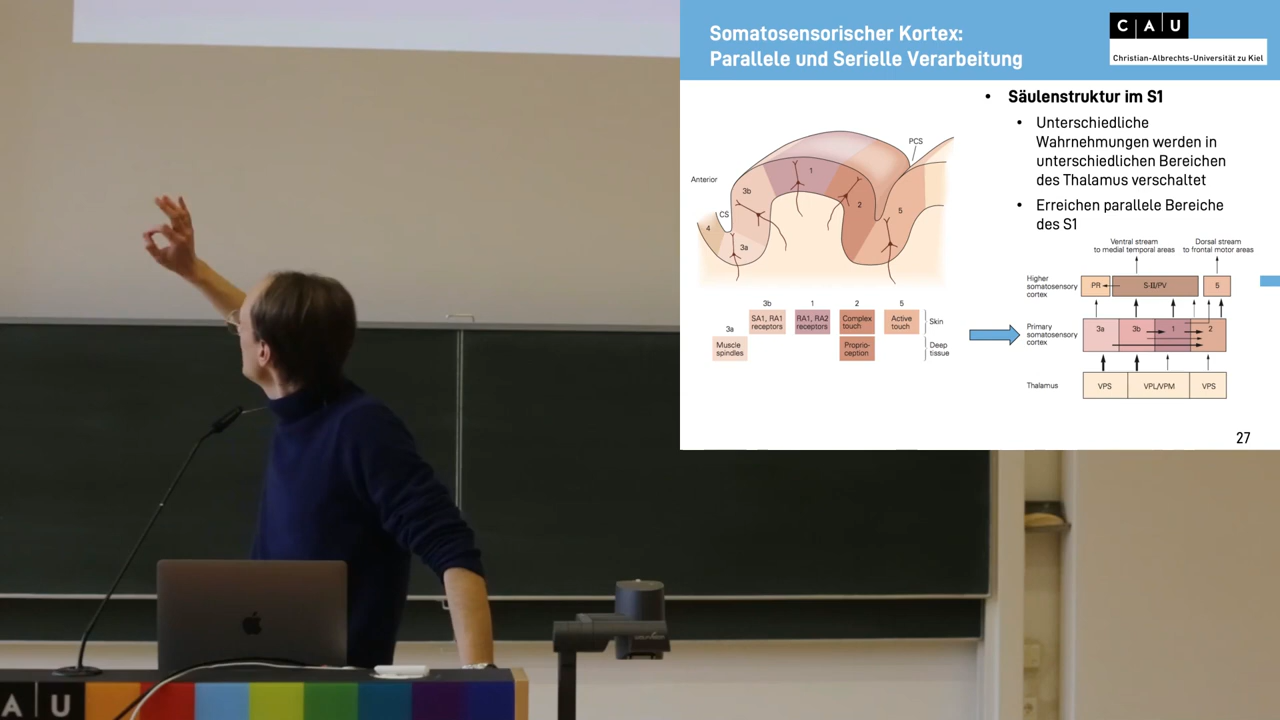 Somatosensorischer Kortex:
Parallele und Serielle Verarbeitung
C A U
Christian-Albrechts-Universität zu Kiel
• Säulenstruktur im S1
• Unterschiedliche
Wahrnehmungen werden in
unterschiedlichen Bereichen
des Thalamus verschaltet
• Erreichen parallele Bereiche
des S1
PCS
Anterior
1
3b
2
5
CS
4
3a
3b 1 2 5
SA1, RA1
receptors
RA1, RA2
receptors
Complex
touch
Active
touch
Skin
3a
Muscle
spindles
Proprio-
ception
Deep
tissue
Ventral stream
to medial temporal areas
Dorsal stream
to frontal motor areas
Higher
somatosensory
cortex
PR
S-II/PV
5
Primary
somatosensory
cortex
3a 3b 1 2
Thalamus
VPS VPL/VPM VPS
27
A U